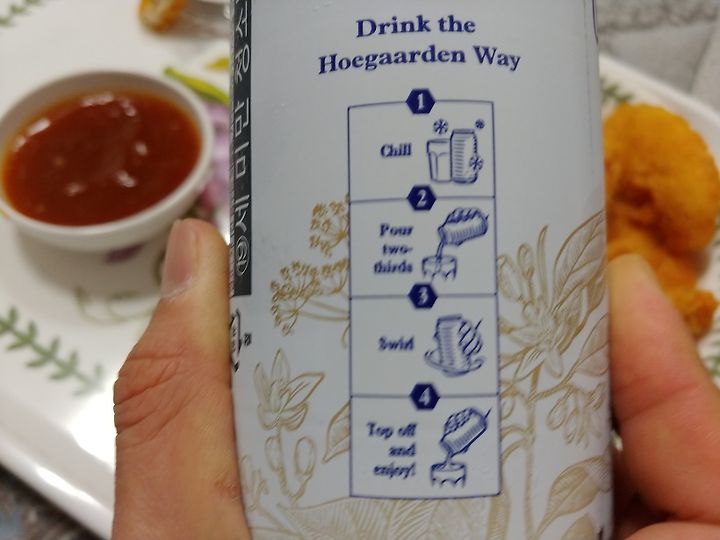 Drink the
Hoegaarden Way
1
Chill
2
Pour
two-
thirds
3
Swirl
4
Top off
and
enjoy!